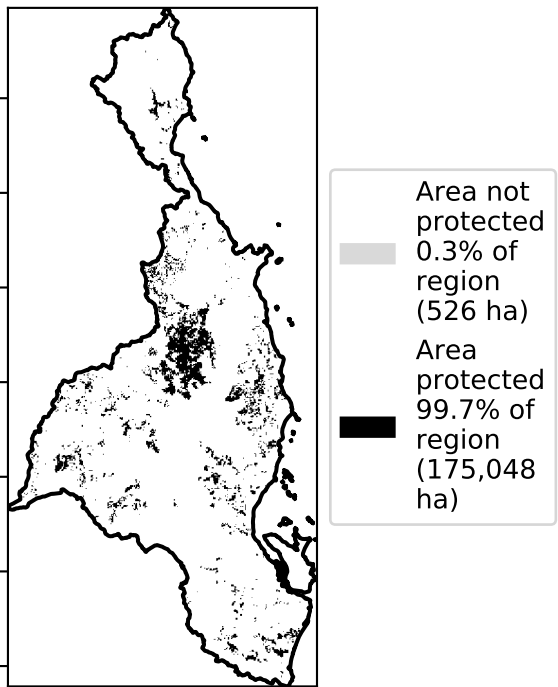 Area not
protected
0.3% of
region
(526 ha)
Area
protected
99.7% of
region
(175,048
ha)